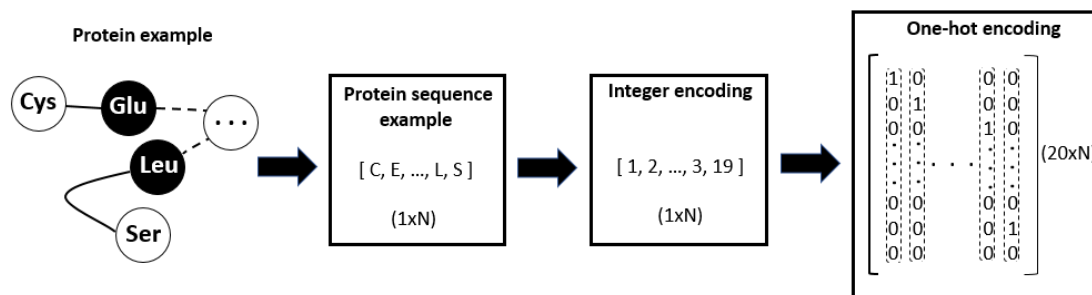 Protein example
Cys
Glu
. . .
Leu
Ser
Protein sequence
example
[ C, E, ..., L, S ]
(1xN)
Integer encoding
[ 1, 2, ..., 3, 19 ]
(1xN)
One-hot encoding
1 0 0 0
0 1 0 0
0 0 1 0
. . . .
. . . . . . .
. . . .
0 0 0 0
0 0 0 1
0 0 0 0
(20xN)